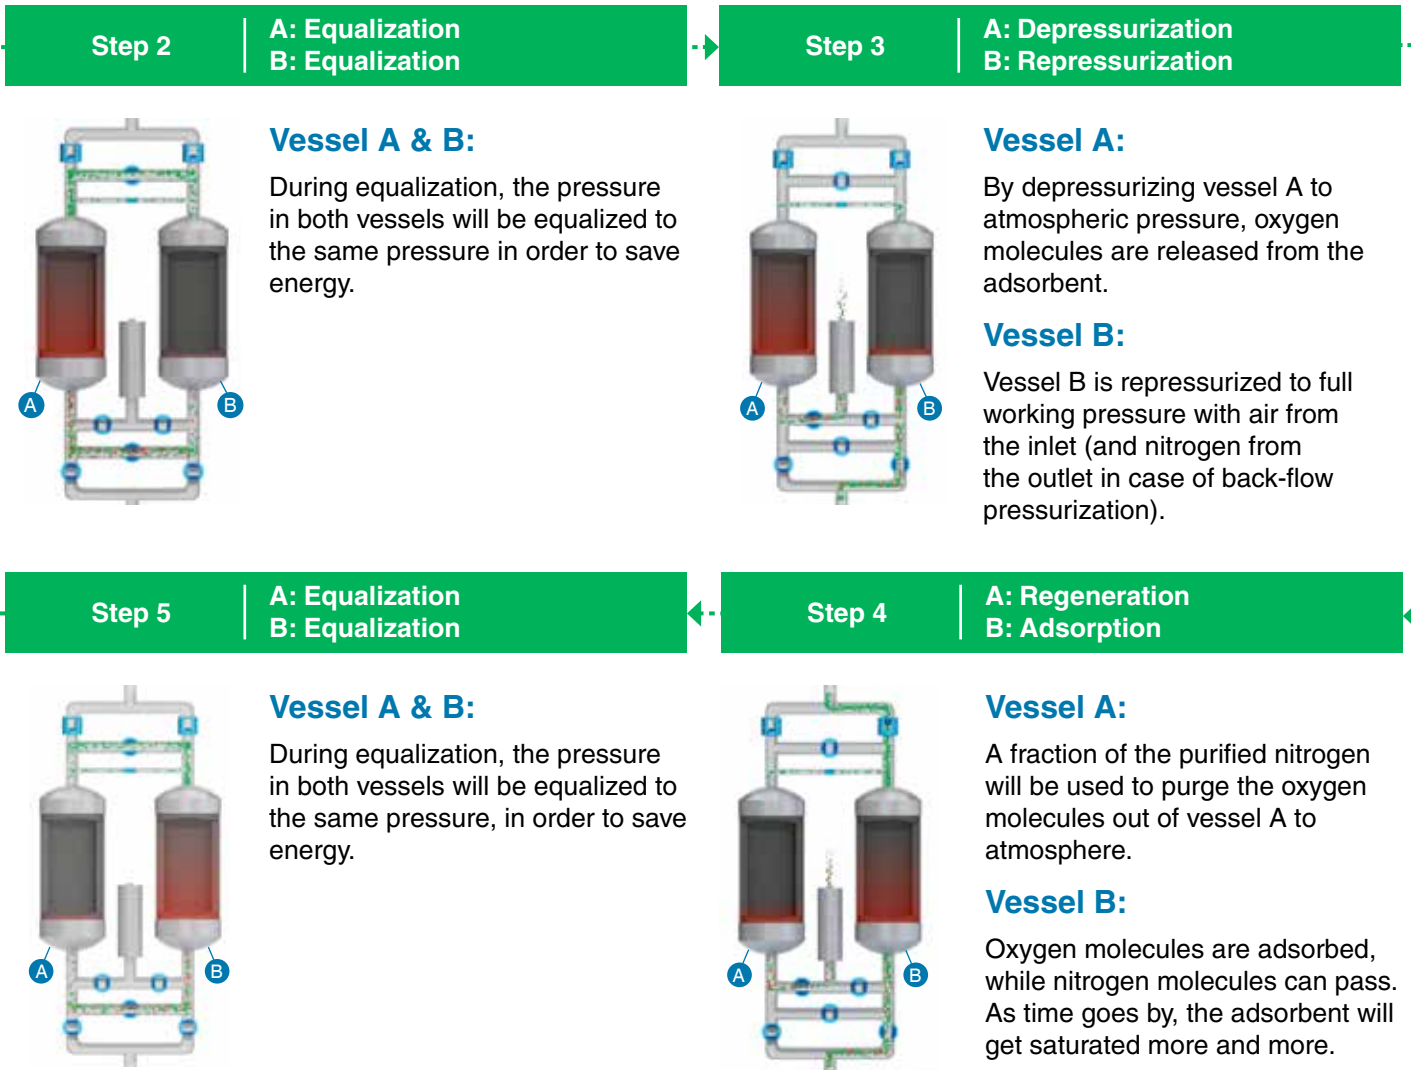 Step 2
A: Equalization
B: Equalization
Vessel A & B:
During equalization, the pressure
in both vessels will be equalized to
the same pressure in order to save
energy.
A
B
Step 3
A: Depressurization
B: Repressurization
Vessel A:
By depressurizing vessel A to
atmospheric pressure, oxygen
molecules are released from the
adsorbent.
Vessel B:
Vessel B is repressurized to full
working pressure with air from
the inlet (and nitrogen from
the outlet in case of back-flow
pressurization).
A
B
Step 5
A: Equalization
B: Equalization
Vessel A & B:
During equalization, the pressure
in both vessels will be equalized to
the same pressure, in order to save
energy.
A
B
Step 4
A: Regeneration
B: Adsorption
Vessel A:
A fraction of the purified nitrogen
will be used to purge the oxygen
molecules out of vessel A to
atmosphere.
Vessel B:
Oxygen molecules are adsorbed,
while nitrogen molecules can pass.
As time goes by, the adsorbent will
get saturated more and more.
A
B